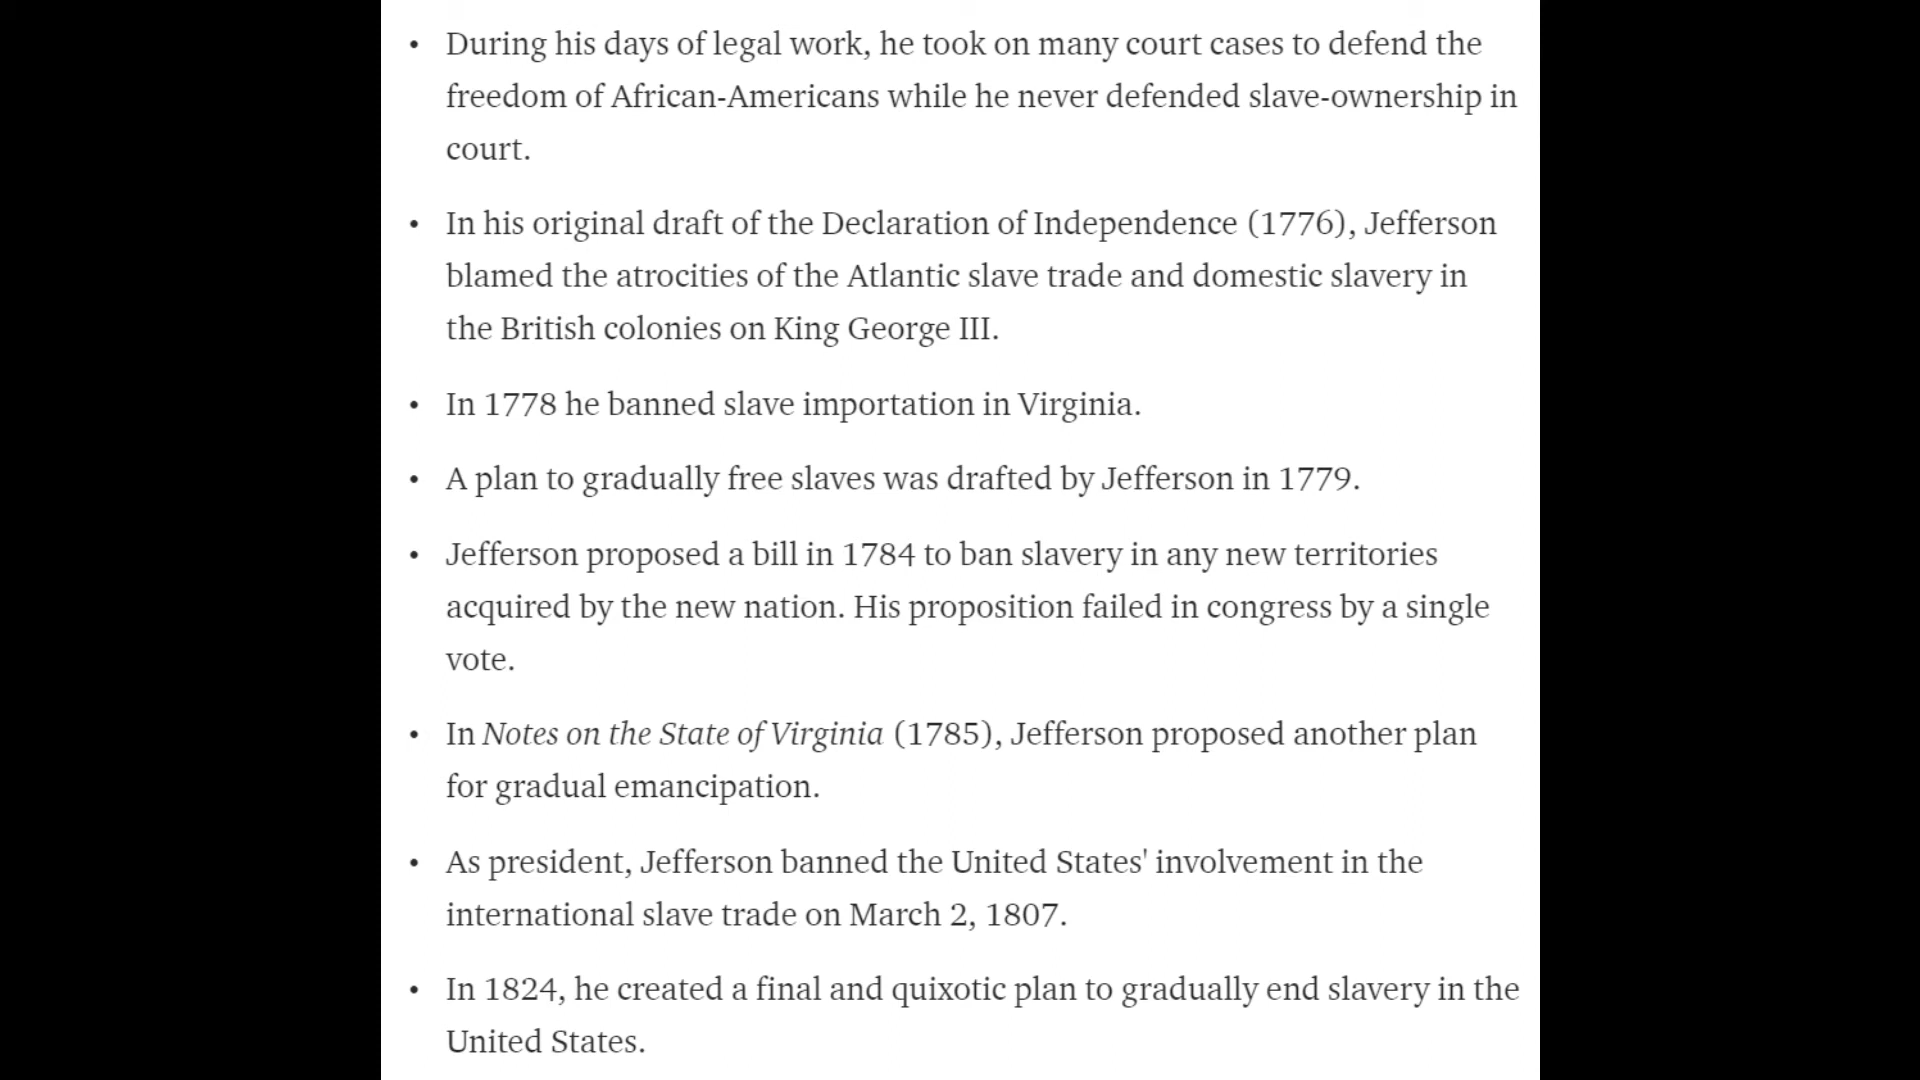 • During his days of legal work, he took on many court cases to defend the
freedom of African-Americans while he never defended slave-ownership in
court.
• In his original draft of the Declaration of Independence (1776), Jefferson
blamed the atrocities of the Atlantic slave trade and domestic slavery in
the British colonies on King George III.
• In 1778 he banned slave importation in Virginia.
• A plan to gradually free slaves was drafted by Jefferson in 1779.
• Jefferson proposed a bill in 1784 to ban slavery in any new territories
acquired by the new nation. His proposition failed in congress by a single
vote.
• In Notes on the State of Virginia (1785), Jefferson proposed another plan
for gradual emancipation.
• As president, Jefferson banned the United States' involvement in the
international slave trade on March 2, 1807.
• In 1824, he created a final and quixotic plan to gradually end slavery in the
United States.